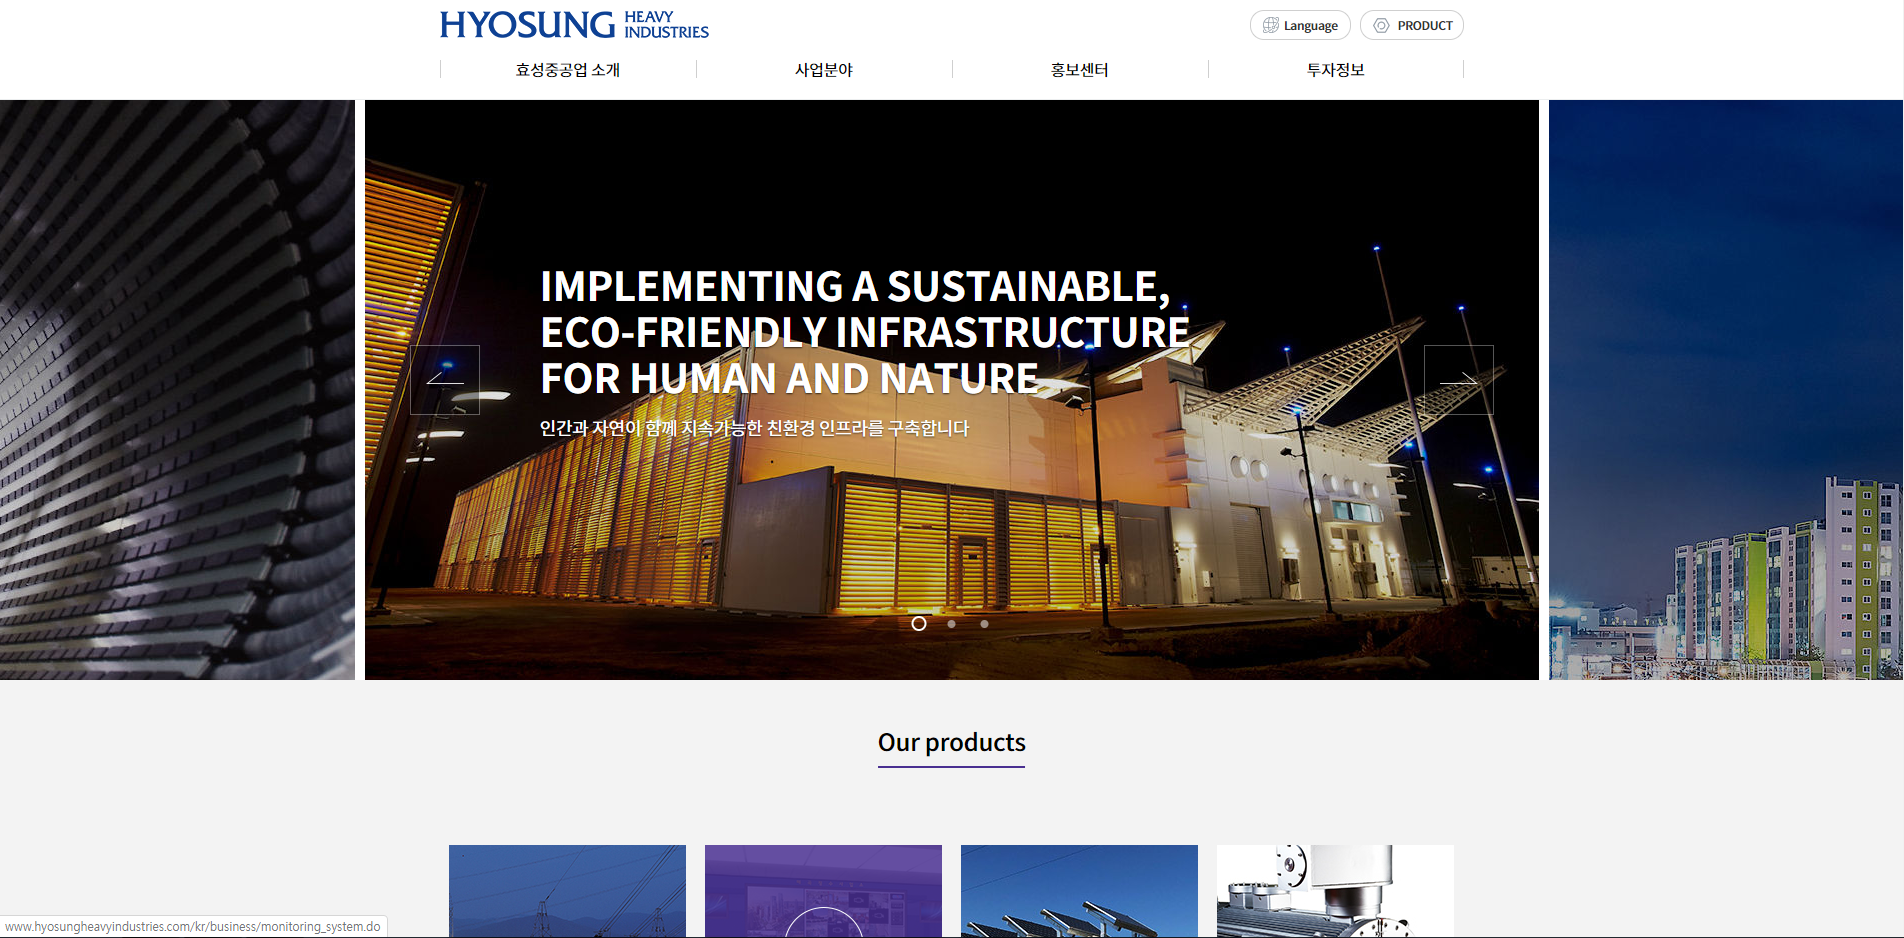 HYOSUNG HEAVY INDUSTRIES
Language
PRODUCT
효성중공업 소개
사업분야
홍보센터
투자정보
IMPLEMENTING A SUSTAINABLE,
ECO-FRIENDLY INFRASTRUCTURE
FOR HUMAN AND NATURE
인간과 자연이 함께 지속가능한 친환경 인프라를 구축합니다
Our products
www.hyosungheavyindustries.com/kr/business/monitoring_system.do